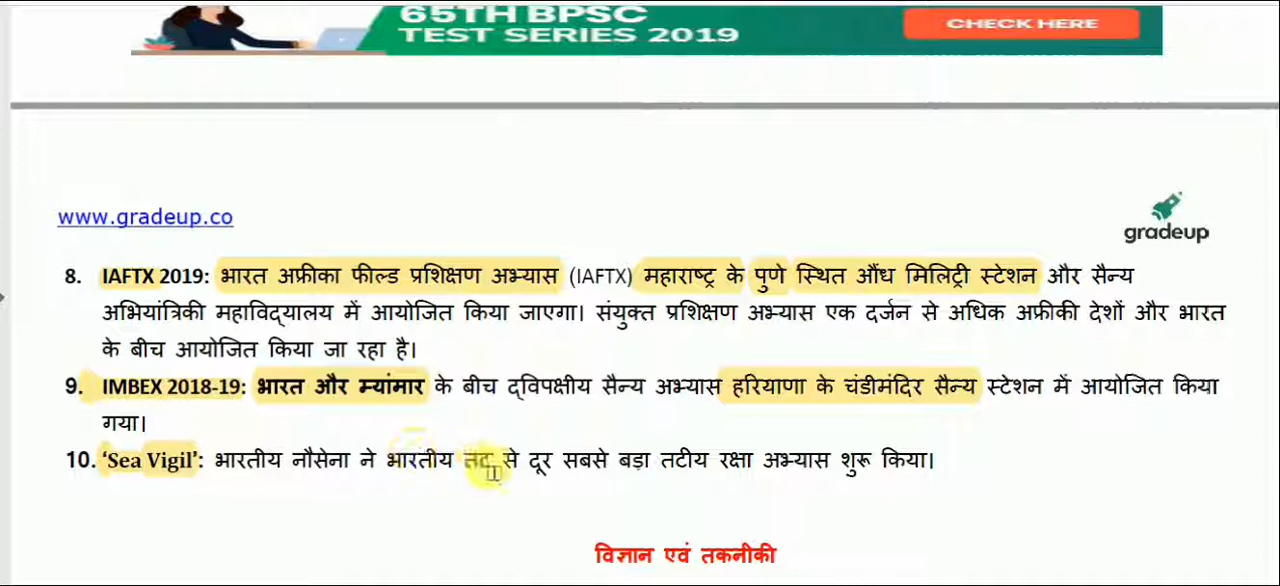 65TH BPSC
TEST SERIES 2019
CHECK HERE
www.gradeup.co
gradeup
8. IAFTX 2019: भारत अफ्रीका फील्ड प्रशिक्षण अभ्यास (IAFTX) महाराष्ट्र के पुणे स्थित औंध मिलिट्री स्टेशन और सैन्य
अभियांत्रिकी महाविद्यालय में आयोजित किया जाएगा। संयुक्त प्रशिक्षण अभ्यास एक दर्जन से अधिक अफ्रीकी देशों और भारत
के बीच आयोजित किया जा रहा है।
9. IMBEX 2018-19: भारत और म्यांमार के बीच द्विपक्षीय सैन्य अभ्यास हरियाणा के चंडीमंदिर सैन्य स्टेशन में आयोजित किया
गया।
10. ‘Sea Vigil’: भारतीय नौसेना ने भारतीय तट से दूर सबसे बड़ा तटीय रक्षा अभ्यास शुरू किया।
विज्ञान एवं तकनीकी